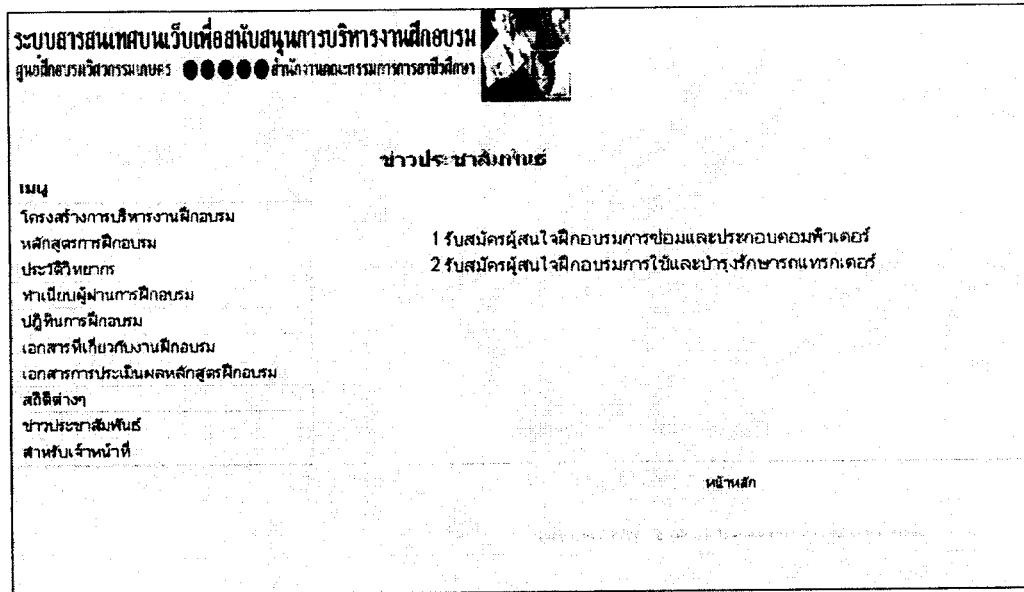 ระบบสารสนเทศบนเว็บเพื่อสนับสนุนการบริหารงานฝึกอบรม
ศูนย์ฝึกอบรมวิศวกรรมเกษตร สำนักงานคณะกรรมการการอาชีวศึกษา
ข่าวประชาสัมพันธ์
เมนู
โครงสร้างการบริหารงานฝึกอบรม
หลักสูตรการฝึกอบรม
ประวัติวิทยากร
ทำเนียบผู้ผ่านการฝึกอบรม
ปฏิทินการฝึกอบรม
เอกสารที่เกี่ยวกับงานฝึกอบรม
เอกสารการประเมินผลหลักสูตรฝึกอบรม
สถิติต่างๆ
ข่าวประชาสัมพันธ์
สำหรับเจ้าหน้าที่
1 รับสมัครผู้สนใจฝึกอบรมการซ่อมและประกอบคอมพิวเตอร์
2 รับสมัครผู้สนใจฝึกอบรมการใช้และบำรุงรักษารถแทรกเตอร์
หน้าหลัก